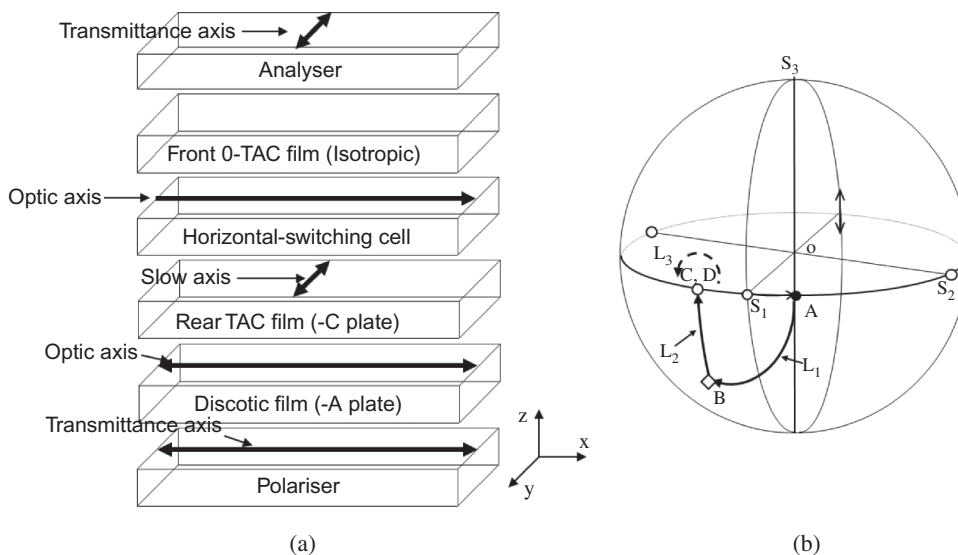 Transmittance axis
Analyser
Front 0-TAC film (Isotropic)
Optic axis
Horizontal-switching cell
Slow axis
Rear TAC film (-C plate)
Optic axis
Discotic film (-A plate)
Transmittance axis
Polariser
z
x
y
(a)
S3
o
L3
C, D.
S2
S1
A
L2
L1
B
(b)